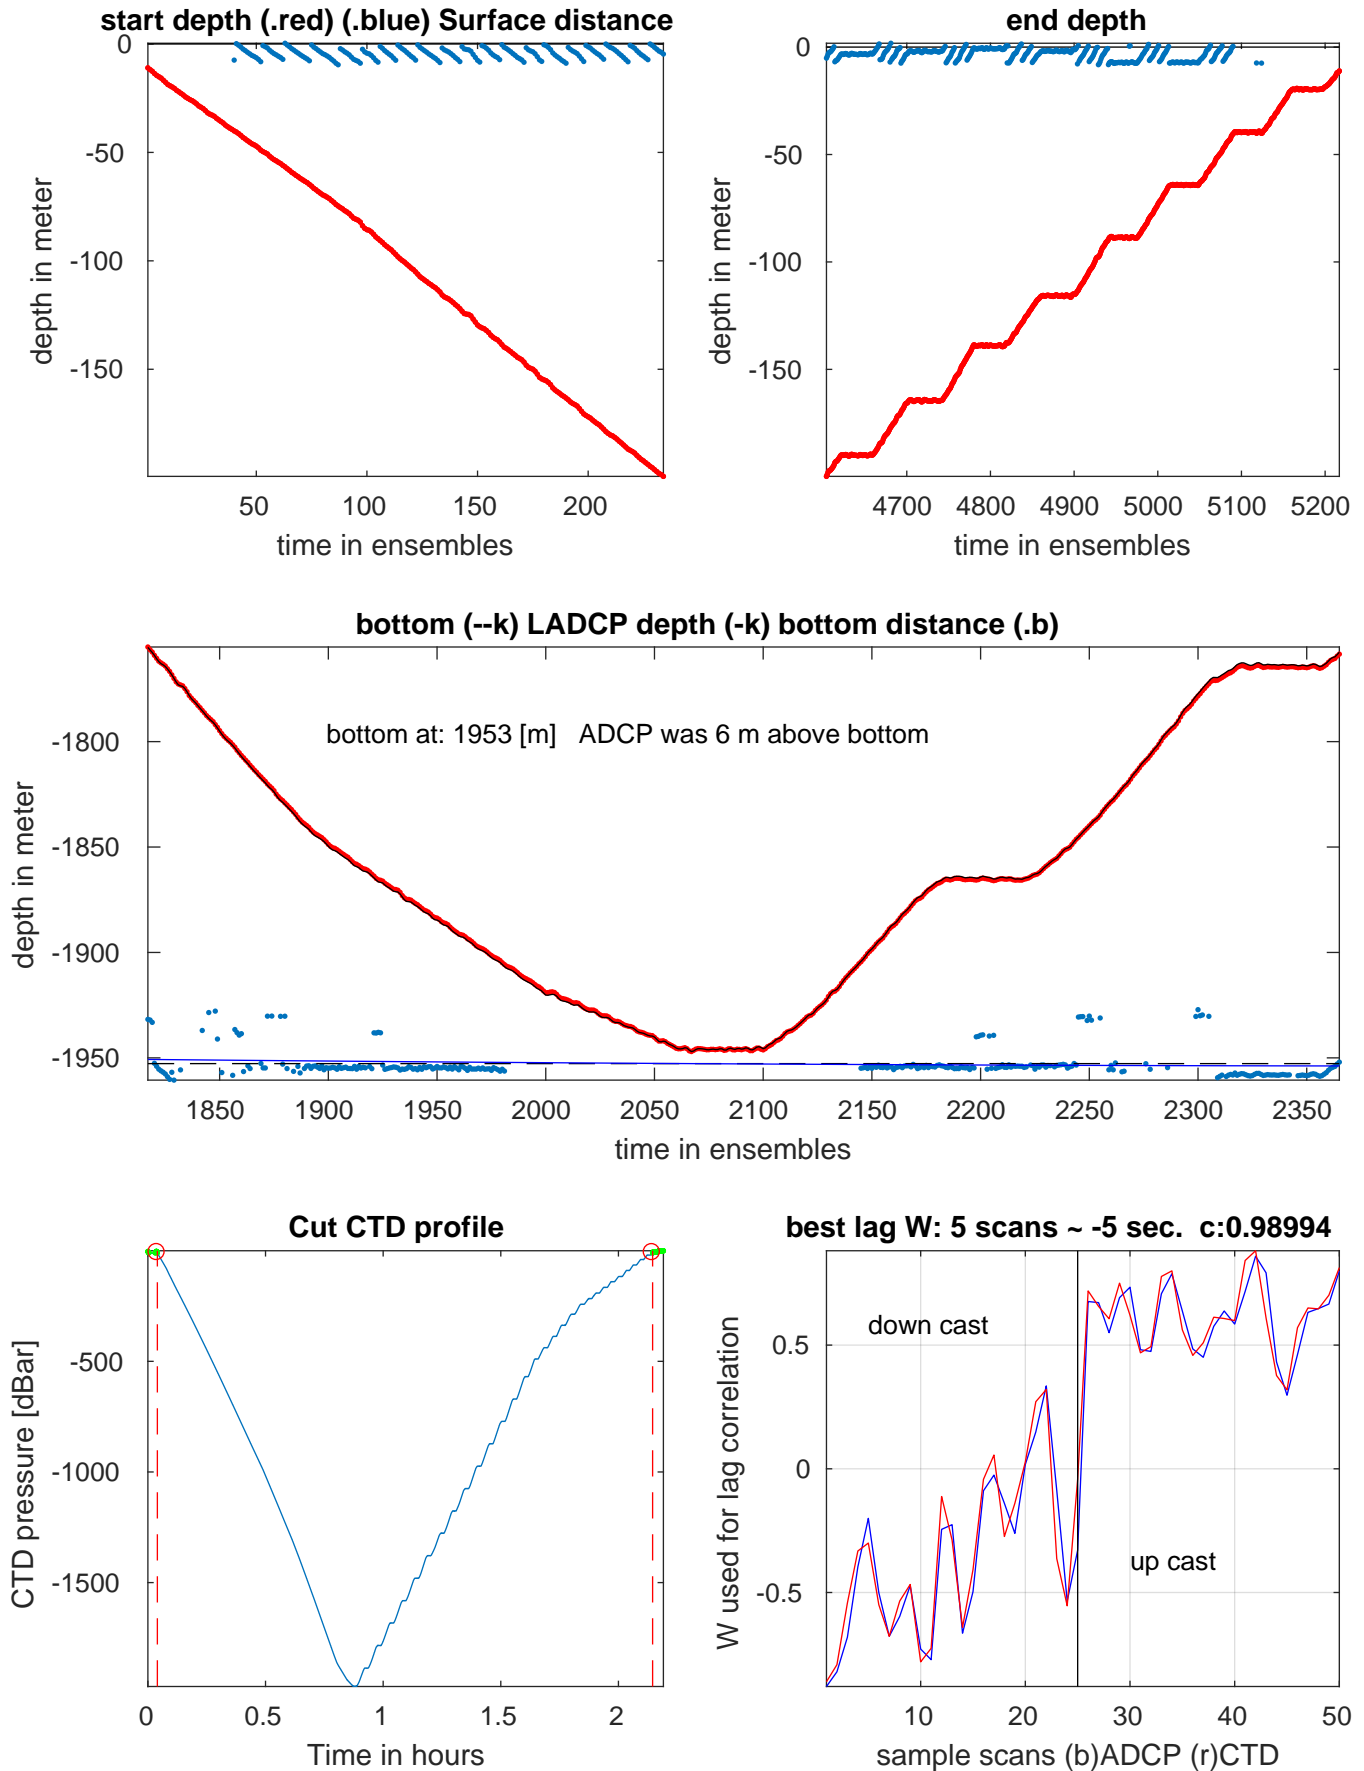 start depth (.red) (.blue) Surface distance
0
-50
-100
-150
depth in meter
50
100
150
200
time in ensembles
end depth
0
-50
-100
-150
depth in meter
4700
4800
4900
5000
5100
5200
time in ensembles
bottom (--k) LADCP depth (-k) bottom distance (.b)
bottom at: 1953 [m]   ADCP was 6 m above bottom
-1800
-1850
-1900
-1950
depth in meter
1850
1900
1950
2000
2050
2100
2150
2200
2250
2300
2350
time in ensembles
Cut CTD profile
-500
-1000
-1500
CTD pressure [dBar]
0
0.5
1
1.5
2
Time in hours
best lag W: 5 scans ~ -5 sec.  c:0.98994
down cast
up cast
0.5
0
-0.5
W used for lag correlation
10
20
30
40
50
sample scans (b)ADCP (r)CTD